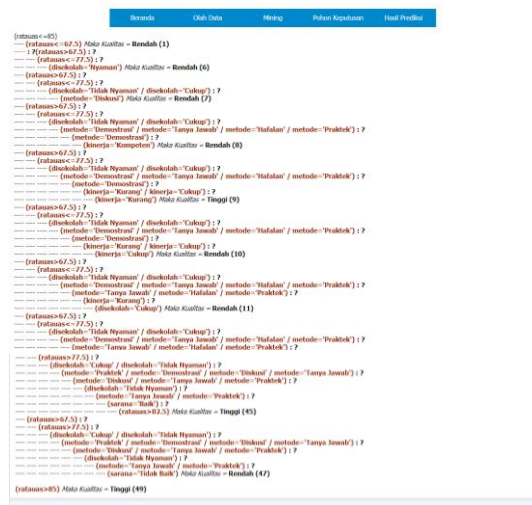 Beranda Olah Data Mining Pohon Keputusan Hasil Prediksi
(ratauas<=85)
---- (ratauas<=67.5) Maka Kualitas = Rendah (1)
---- : ?(ratauas>67.5) : ?
---- ---- (ratauas<=77.5) : ?
---- ---- ---- (disekolah='Nyaman') Maka Kualitas = Rendah (6)
---- (ratauas>67.5) : ?
---- ---- (ratauas<=77.5) : ?
---- ---- ---- (disekolah='Tidak Nyaman' / disekolah='Cukup') : ?
---- ---- ---- ---- (metode='Diskusi') Maka Kualitas = Rendah (7)
---- (ratauas>67.5) : ?
---- ---- (ratauas<=77.5) : ?
---- ---- ---- (disekolah='Tidak Nyaman' / disekolah='Cukup') : ?
---- ---- ---- ---- (metode='Demostrasi' / metode='Tanya Jawab' / metode='Hafalan' / metode='Praktek') : ?
---- ---- ---- ---- ---- (metode='Demostrasi') : ?
---- ---- ---- ---- ---- (kinerja='Kompeten') Maka Kualitas = Rendah (8)
---- (ratauas>67.5) : ?
---- ---- (ratauas<=77.5) : ?
---- ---- ---- (disekolah='Tidak Nyaman' / disekolah='Cukup') : ?
---- ---- ---- ---- (metode='Demostrasi' / metode='Tanya Jawab' / metode='Hafalan' / metode='Praktek') : ?
---- ---- ---- ---- ---- (metode='Demostrasi') : ?
---- ---- ---- ---- ---- ---- (kinerja='Kurang' / kinerja='Cukup') : ?
---- ---- ---- ---- ---- ---- ---- (kinerja='Kurang') Maka Kualitas = Tinggi (9)
---- (ratauas>67.5) : ?
---- ---- (ratauas<=77.5) : ?
---- ---- ---- (disekolah='Tidak Nyaman' / disekolah='Cukup') : ?
---- ---- ---- ---- (metode='Demostrasi' / metode='Tanya Jawab' / metode='Hafalan' / metode='Praktek') : ?
---- ---- ---- ---- ---- (metode='Demostrasi') : ?
---- ---- ---- ---- ---- ---- (kinerja='Kurang' / kinerja='Cukup') : ?
---- ---- ---- ---- ---- ---- ---- (kinerja='Cukup') Maka Kualitas = Rendah (10)
---- (ratauas>67.5) : ?
---- ---- (ratauas<=77.5) : ?
---- ---- ---- (disekolah='Tidak Nyaman' / disekolah='Cukup') : ?
---- ---- ---- ---- (metode='Demostrasi' / metode='Tanya Jawab' / metode='Hafalan' / metode='Praktek') : ?
---- ---- ---- ---- ---- (metode='Tanya Jawab' / metode='Hafalan' / metode='Praktek') : ?
---- ---- ---- ---- ---- ---- (kinerja='Kurang') : ?
---- ---- ---- ---- ---- ---- ---- (disekolah='Cukup') Maka Kualitas = Rendah (11)
---- (ratauas>67.5) : ?
---- ---- (ratauas<=77.5) : ?
---- ---- ---- (disekolah='Tidak Nyaman' / disekolah='Cukup') : ?
---- ---- ---- ---- (metode='Demostrasi' / metode='Tanya Jawab' / metode='Hafalan' / metode='Praktek') : ?
---- ---- ---- ---- ---- (metode='Tanya Jawab' / metode='Hafalan' / metode='Praktek') : ?
---- ---- (ratauas>77.5) : ?
---- ---- ---- (disekolah='Cukup' / disekolah='Tidak Nyaman') : ?
---- ---- ---- ---- (metode='Praktek' / metode='Demostrasi' / metode='Diskusi' / metode='Tanya Jawab') : ?
---- ---- ---- ---- ---- (metode='Diskusi' / metode='Tanya Jawab' / metode='Praktek') : ?
---- ---- ---- ---- ---- ---- (disekolah='Tidak Nyaman') : ?
---- ---- ---- ---- ---- ---- ---- (metode='Tanya Jawab' / metode='Praktek') : ?
---- ---- ---- ---- ---- ---- ---- ---- (sarana='Baik') : ?
---- ---- ---- ---- ---- ---- ---- ---- ---- (ratauas>82.5) Maka Kualitas = Tinggi (45)
---- (ratauas>67.5) : ?
---- ---- (ratauas>77.5) : ?
---- ---- ---- (disekolah='Cukup' / disekolah='Tidak Nyaman') : ?
---- ---- ---- ---- (metode='Praktek' / metode='Demostrasi' / metode='Diskusi' / metode='Tanya Jawab') : ?
---- ---- ---- ---- ---- (metode='Diskusi' / metode='Tanya Jawab' / metode='Praktek') : ?
---- ---- ---- ---- ---- ---- (disekolah='Tidak Nyaman') : ?
---- ---- ---- ---- ---- ---- ---- (metode='Tanya Jawab' / metode='Praktek') : ?
---- ---- ---- ---- ---- ---- ---- ---- (sarana='Tidak Baik') Maka Kualitas = Rendah (47)
(ratauas>85) Maka Kualitas = Tinggi (49)